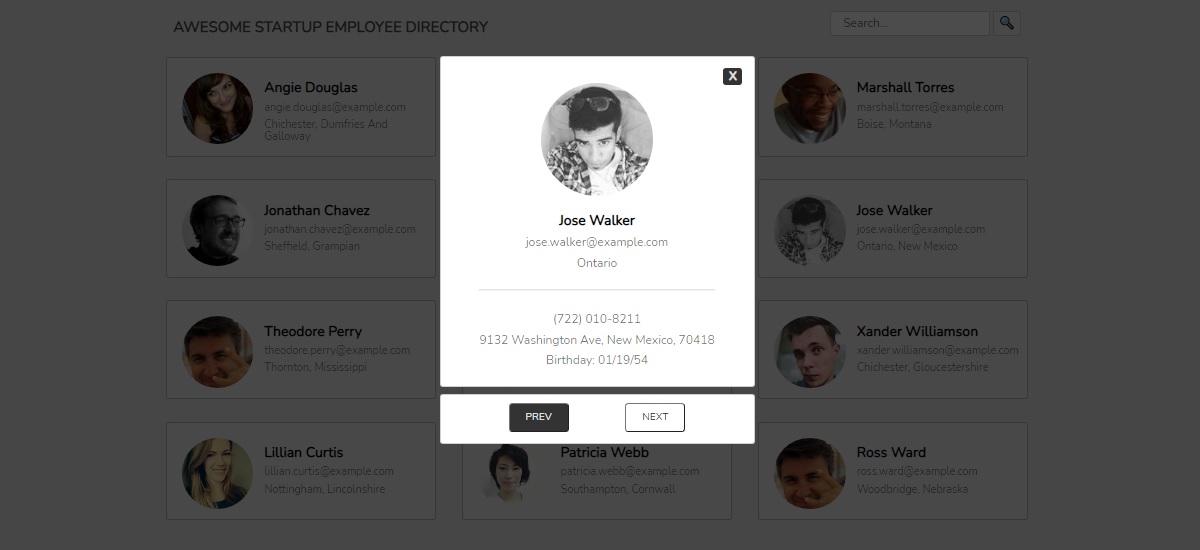 AWESOME STARTUP EMPLOYEE DIRECTORY
Search...
Angie Douglas
angie.douglas@example.com
Chichester, Dumfries And
Galloway
Marshall Torres
marshall.torres@example.com
Boise, Montana
Jonathan Chavez
jonathan.chavez@example.com
Sheffield, Grampian
Jose Walker
jose.walker@example.com
Ontario, New Mexico
Theodore Perry
theodore.perry@example.com
Thornton, Mississippi
Xander Williamson
xander.williamson@example.com
Chichester, Gloucestershire
Lillian Curtis
lillian.curtis@example.com
Nottingham, Lincolnshire
Patricia Webb
patricia.webb@example.com
Southampton, Cornwall
Ross Ward
ross.ward@example.com
Woodbridge, Nebraska
X
Jose Walker
jose.walker@example.com
Ontario
(722) 010-8211
9132 Washington Ave, New Mexico, 70418
Birthday: 01/19/54
PREV
NEXT